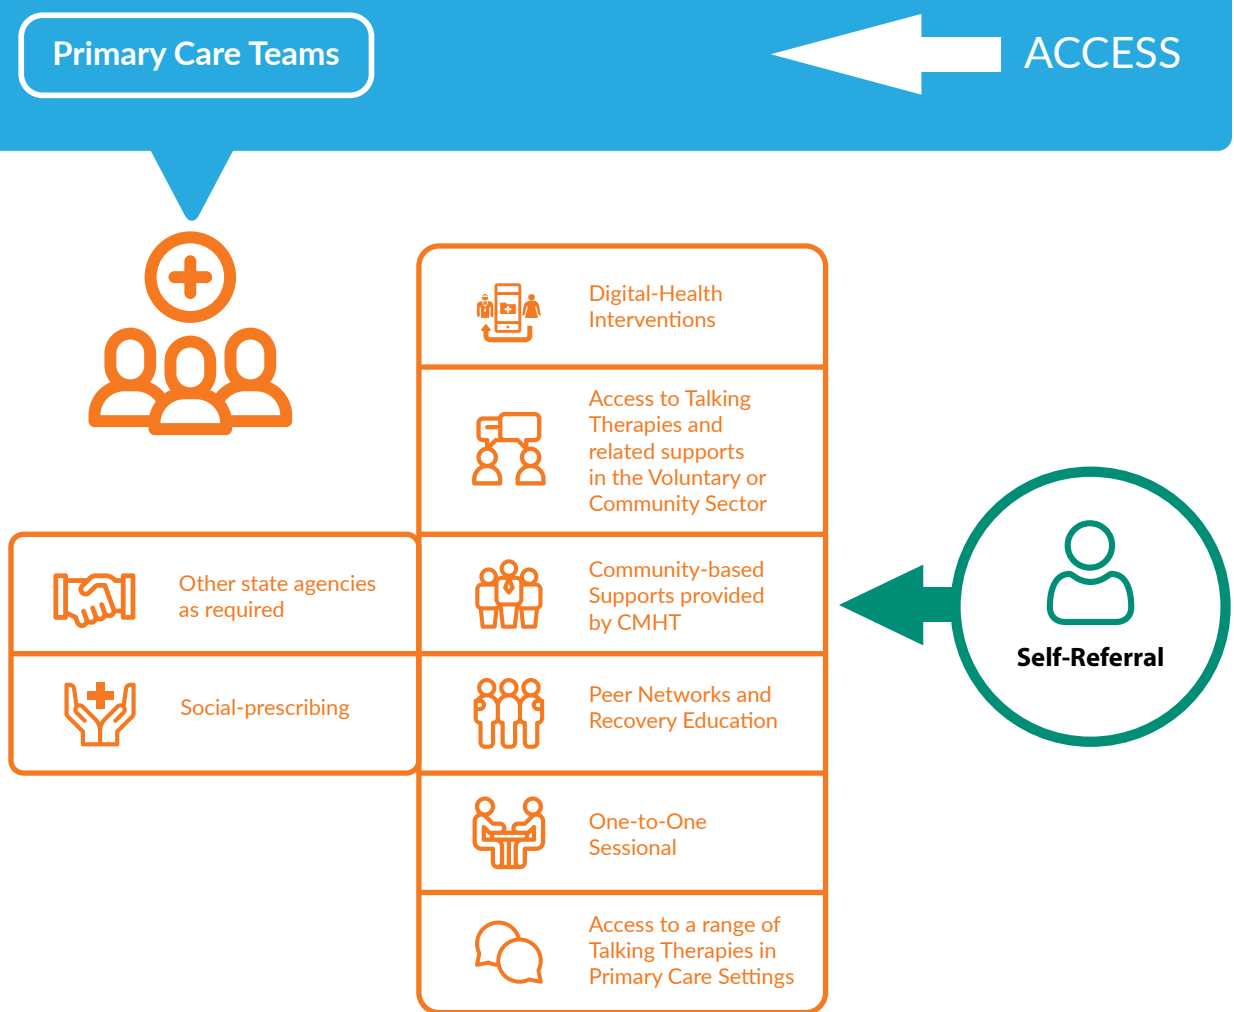 Primary Care Teams
ACCESS
Digital-Health
Interventions
Access to Talking
Therapies and
related supports
in the Voluntary or
Community Sector
Other state agencies
as required
Community-based
Supports provided
by CMHT
Self-Referral
Social-prescribing
Peer Networks and
Recovery Education
One-to-One
Sessional
Access to a range of
Talking Therapies in
Primary Care Settings